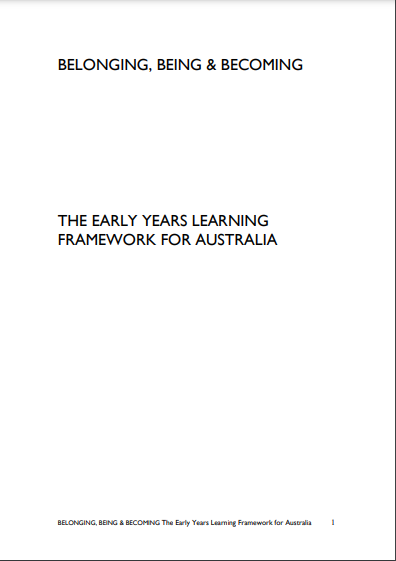 BELONGING, BEING & BECOMING
THE EARLY YEARS LEARNING
FRAMEWORK FOR AUSTRALIA
BELONGING, BEING & BECOMING The Early Years Learning Framework for Australia 1